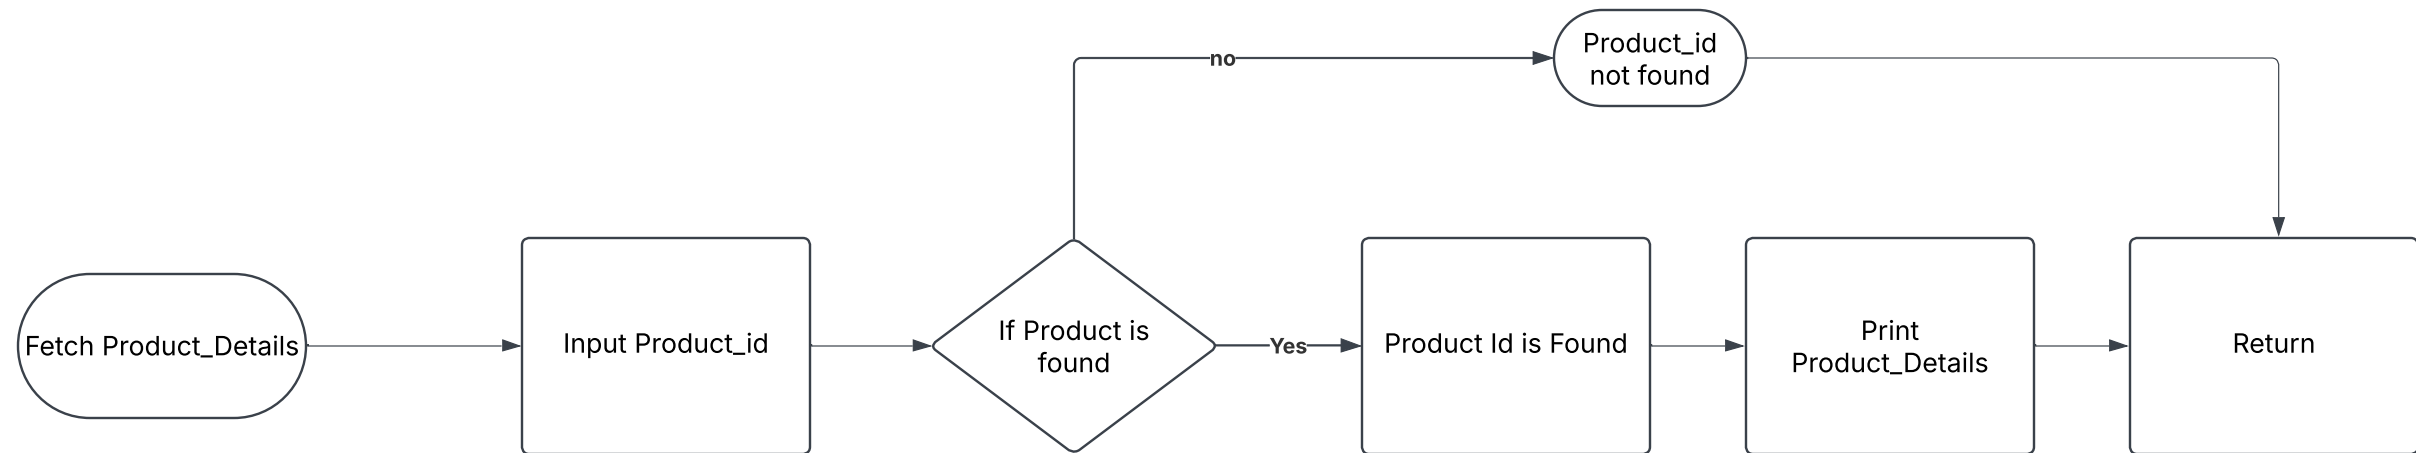 no
Product_id
not found
Fetch Product_Details
Input Product_id
If Product is
found
Yes
Product Id is Found
Print
Product_Details
Return